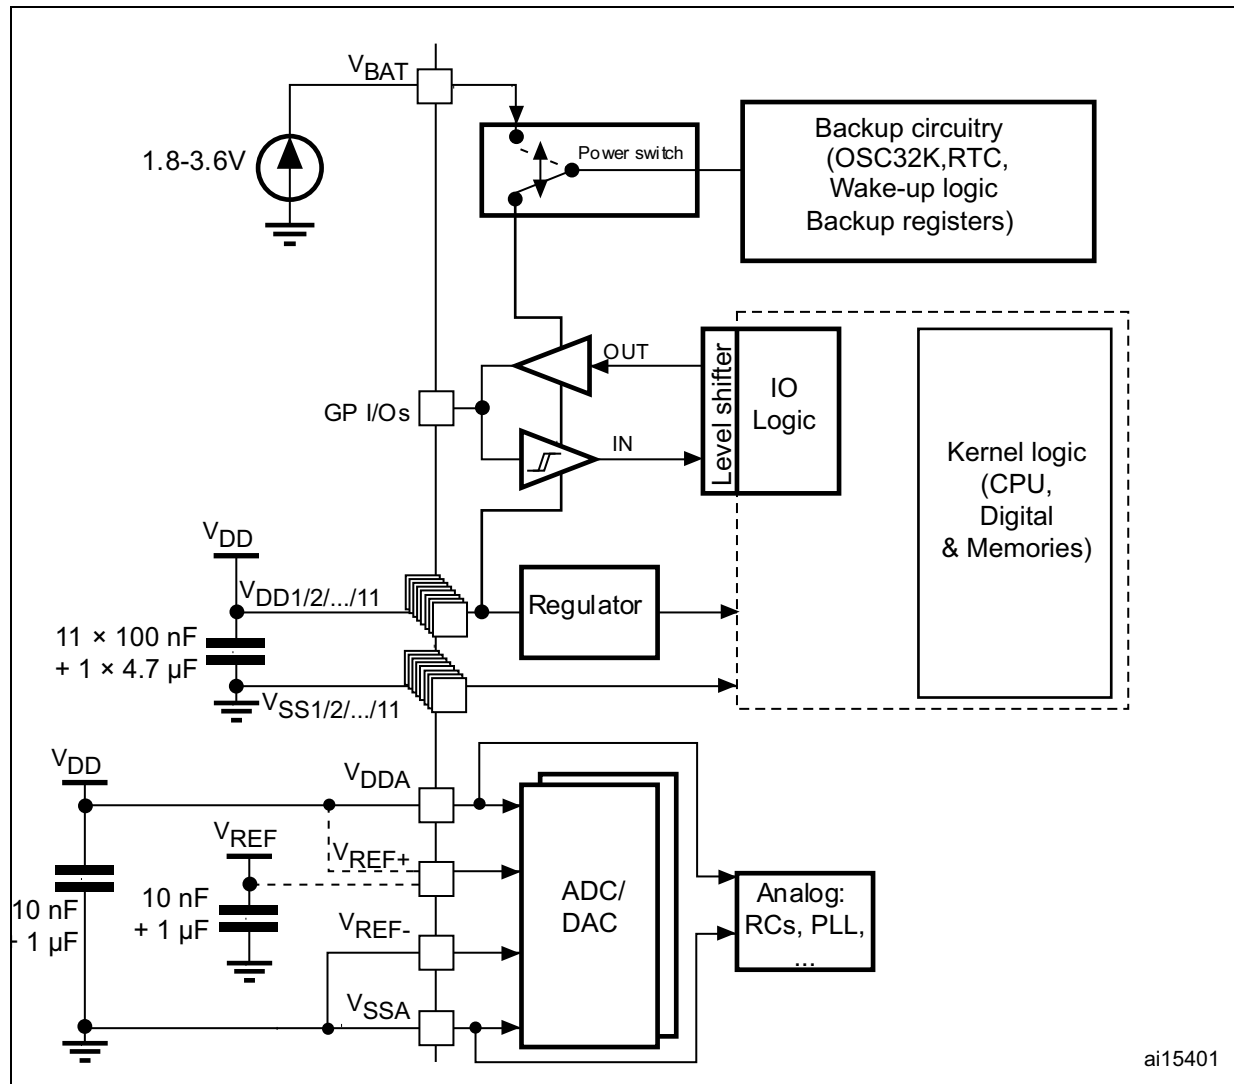 VBAT
1.8-3.6V
Power switch
Backup circuitry
(OSC32K,RTC,
Wake-up logic
Backup registers)
OUT
GP I/Os
IN
Level shifter
IO
Logic
Kernel logic
(CPU,
Digital
& Memories)
VDD
VDD1/2/.../11
Regulator
11 × 100 nF
+ 1 × 4.7 µF
VSS1/2/.../11
VDD
VDDA
VREF
VREF+
10 nF
+ 1 µF
10 nF
+ 1 µF
VREF-
VSSA
ADC/
DAC
Analog:
RCs, PLL,
...
ai15401